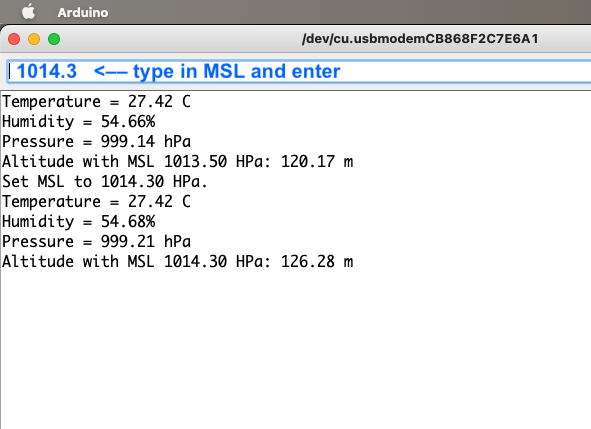 Arduino
/dev/cu.usbmodemCB868F2C7E6A1
1014.3 <–– type in MSL and enter
Temperature = 27.42 C
Humidity = 54.66%
Pressure = 999.14 hPa
Altitude with MSL 1013.50 HPa: 120.17 m
Set MSL to 1014.30 HPa.
Temperature = 27.42 C
Humidity = 54.68%
Pressure = 999.21 hPa
Altitude with MSL 1014.30 HPa: 126.28 m